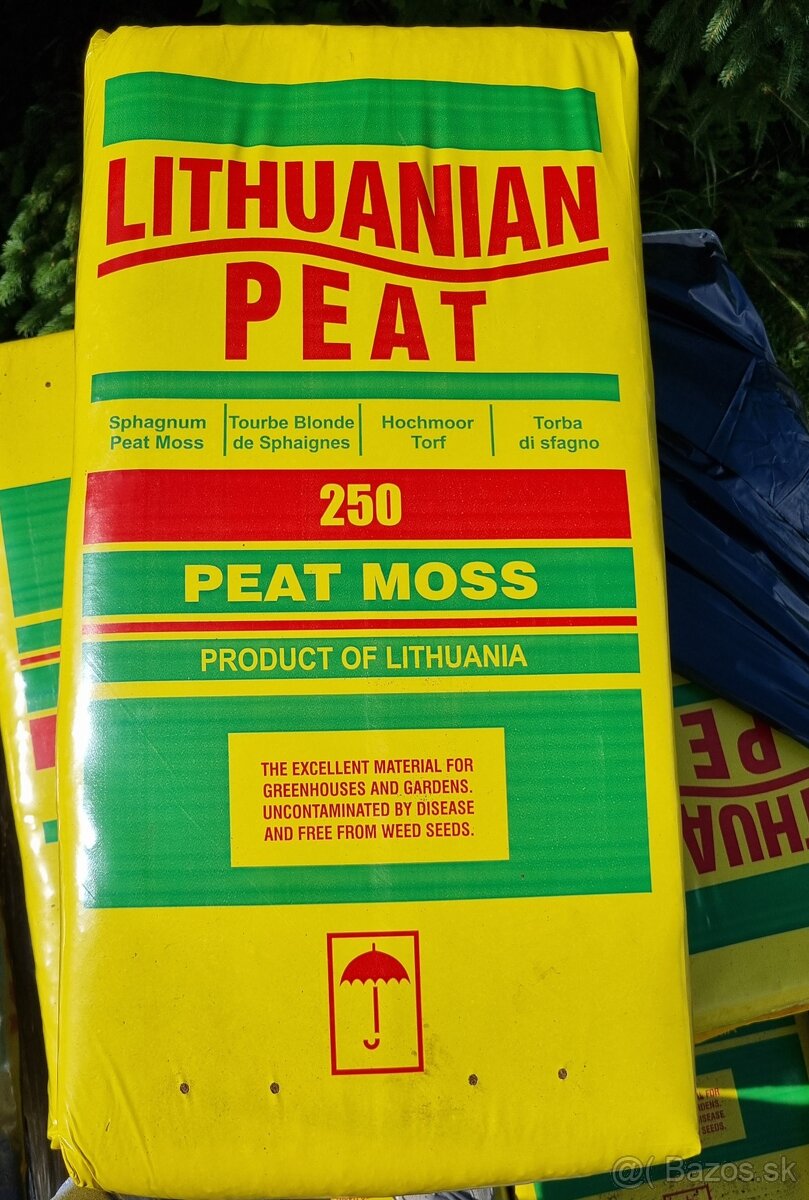 LITHUANIAN
PEAT
Sphagnum
Peat Moss
Tourbe Blonde
de Sphaignes
Hochmoor
Torf
Torba
di sfagno
250
PEAT MOSS
PRODUCT OF LITHUANIA
THE EXCELLENT MATERIAL FOR
GREENHOUSES AND GARDENS.
UNCONTAMINATED BY DISEASE
AND FREE FROM WEED SEEDS.
SEEDS.
Bazos.sk